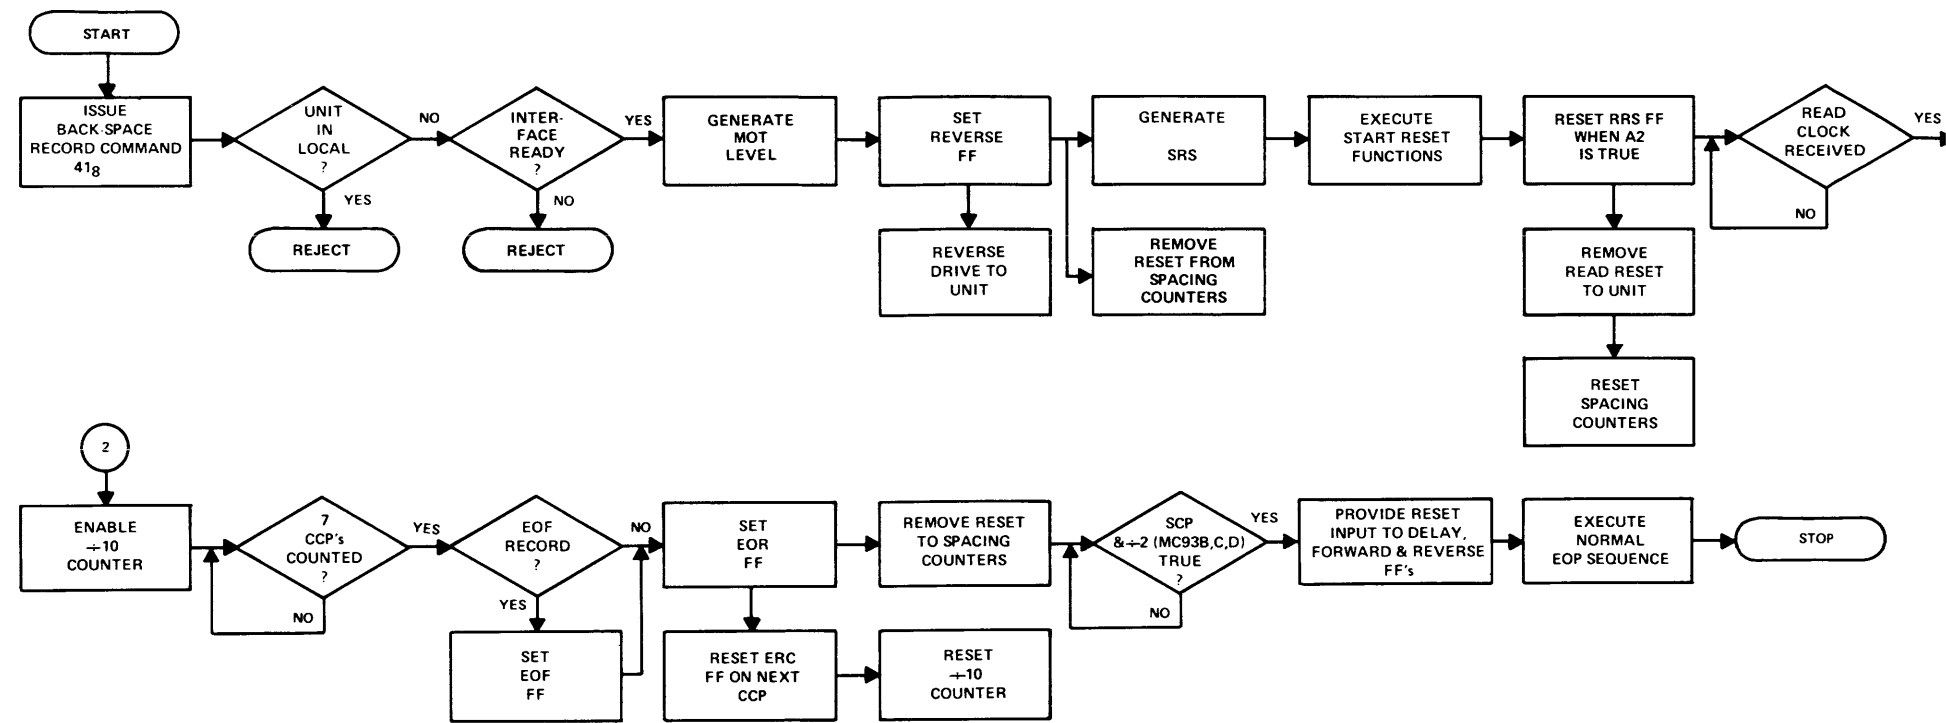 START
ISSUE
BACK-SPACE
RECORD COMMAND
41₈
UNIT
IN
LOCAL
?
NO
YES
REJECT
INTER-
FACE
READY
?
YES
NO
REJECT
GENERATE
MOT
LEVEL
SET
REVERSE
FF
REVERSE
DRIVE TO
UNIT
GENERATE
SRS
REMOVE
RESET FROM
SPACING
COUNTERS
EXECUTE
START RESET
FUNCTIONS
RESET RRS FF
WHEN A2
IS TRUE
REMOVE
READ RESET
TO UNIT
RESET
SPACING
COUNTERS
READ
CLOCK
RECEIVED
YES
NO
2
ENABLE
÷10
COUNTER
7
CCP's
COUNTED
?
YES
NO
EOF
RECORD
?
NO
YES
SET
EOF
FF
SET
EOR
FF
RESET ERC
FF ON NEXT
CCP
RESET
÷10
COUNTER
REMOVE RESET
TO SPACING
COUNTERS
SCP
&÷2 (MC93B,C,D)
TRUE
?
YES
NO
PROVIDE RESET
INPUT TO DELAY,
FORWARD & REVERSE
FF's
EXECUTE
NORMAL
EOP SEQUENCE
STOP